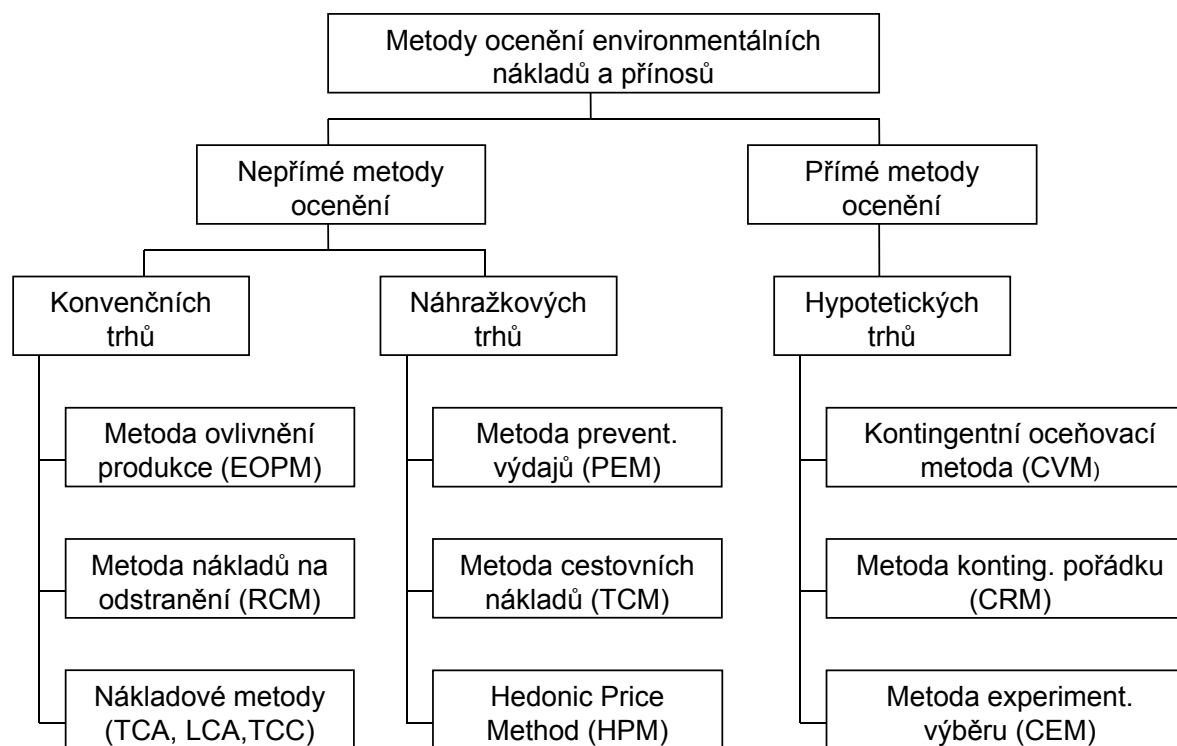 Metody ocenění environmentálních
nákladů a přínosů
Nepřímé metody
ocenění
Přímé metody
ocenění
Konvenčních
trhů
Náhražkových
trhů
Hypotetických
trhů
Metoda ovlivnění
produkce (EOPM)
Metoda prevent.
výdajů (PEM)
Kontingentní oceňovací
metoda (CVM)
Metoda nákladů na
odstranění (RCM)
Metoda cestovních
nákladů (TCM)
Metoda konting. pořádku
(CRM)
Nákladové metody
(TCA, LCA,TCC)
Hedonic Price
Method (HPM)
Metoda experiment.
výběru (CEM)